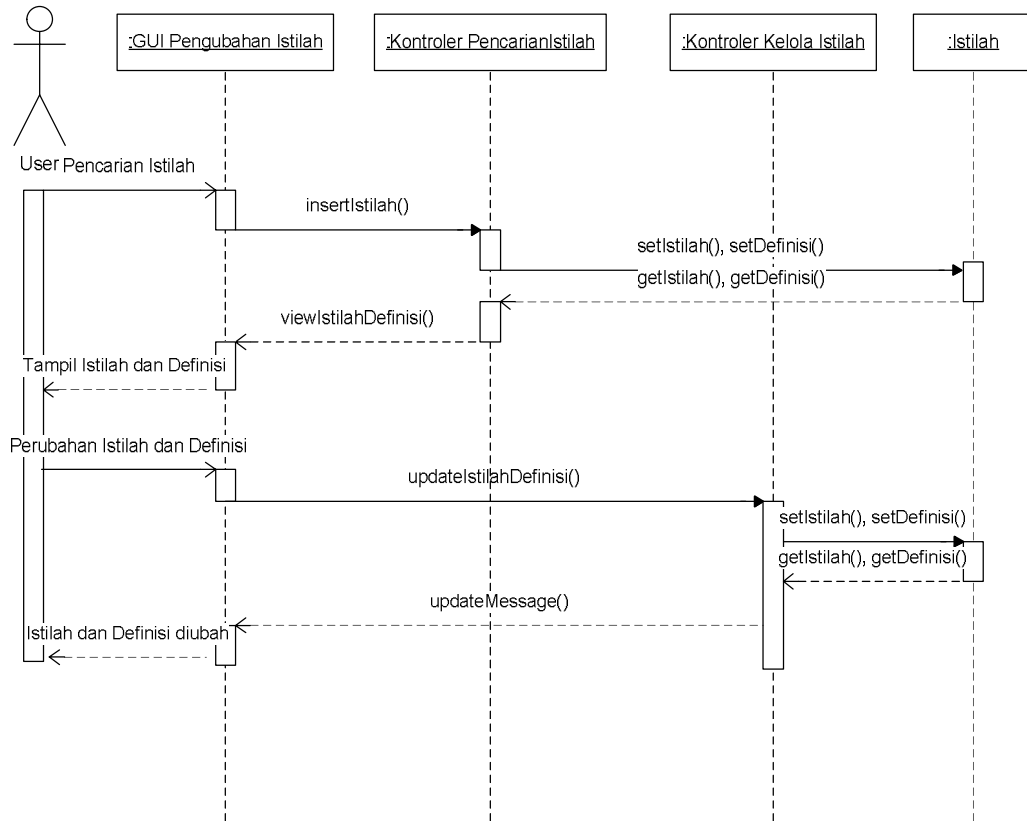 :GUI Pengubahan Istilah
:Kontroler PencarianIstilah
:Kontroler Kelola Istilah
:Istilah
User
Pencarian Istilah
insertIstilah()
setIstilah(), setDefinisi()
getIstilah(), getDefinisi()
viewIstilahDefinisi()
Tampil Istilah dan Definisi
Perubahan Istilah dan Definisi
updateIstilahDefinisi()
setIstilah(), setDefinisi()
getIstilah(), getDefinisi()
updateMessage()
Istilah dan Definisi diubah